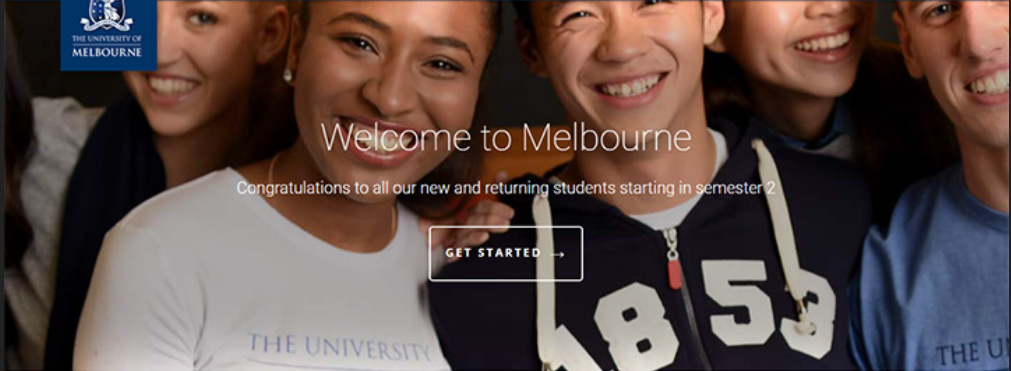 THE UNIVERSITY OF
MELBOURNE
Welcome to Melbourne
Congratulations to all our new and returning students starting in semester 2
GET STARTED →
1853
THE UNIVERSITY
THE U